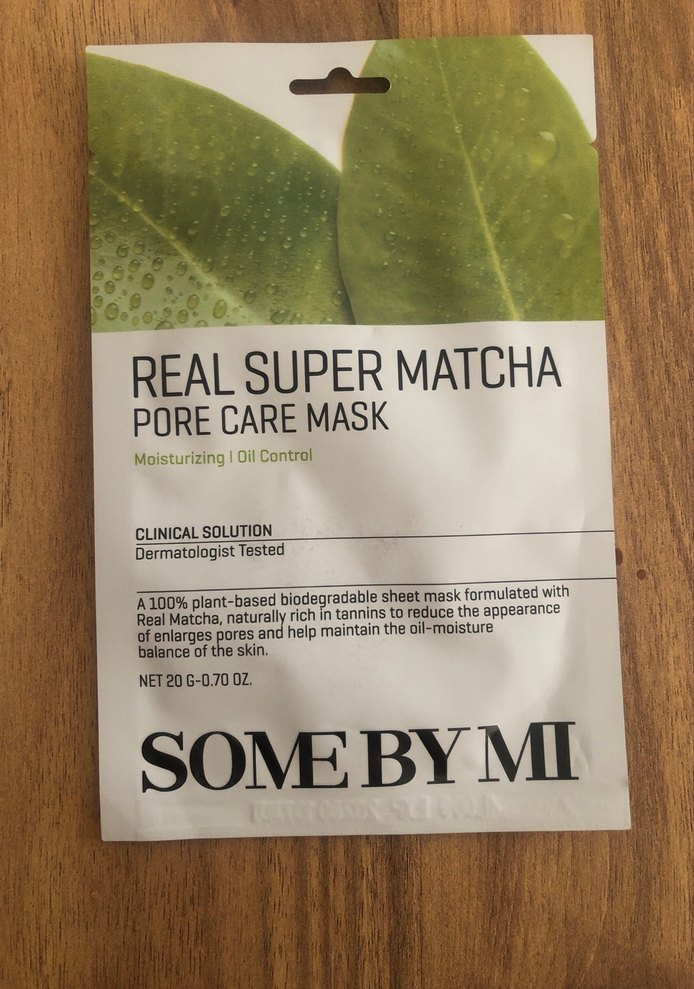 REAL SUPER MATCHA
PORE CARE MASK
Moisturizing | Oil Control
CLINICAL SOLUTION
Dermatologist Tested
A 100% plant-based biodegradable sheet mask formulated with
Real Matcha, naturally rich in tannins to reduce the appearance
of enlarges pores and help maintain the oil-moisture
balance of the skin.
NET 20 G-0.70 OZ.
SOME BY MI